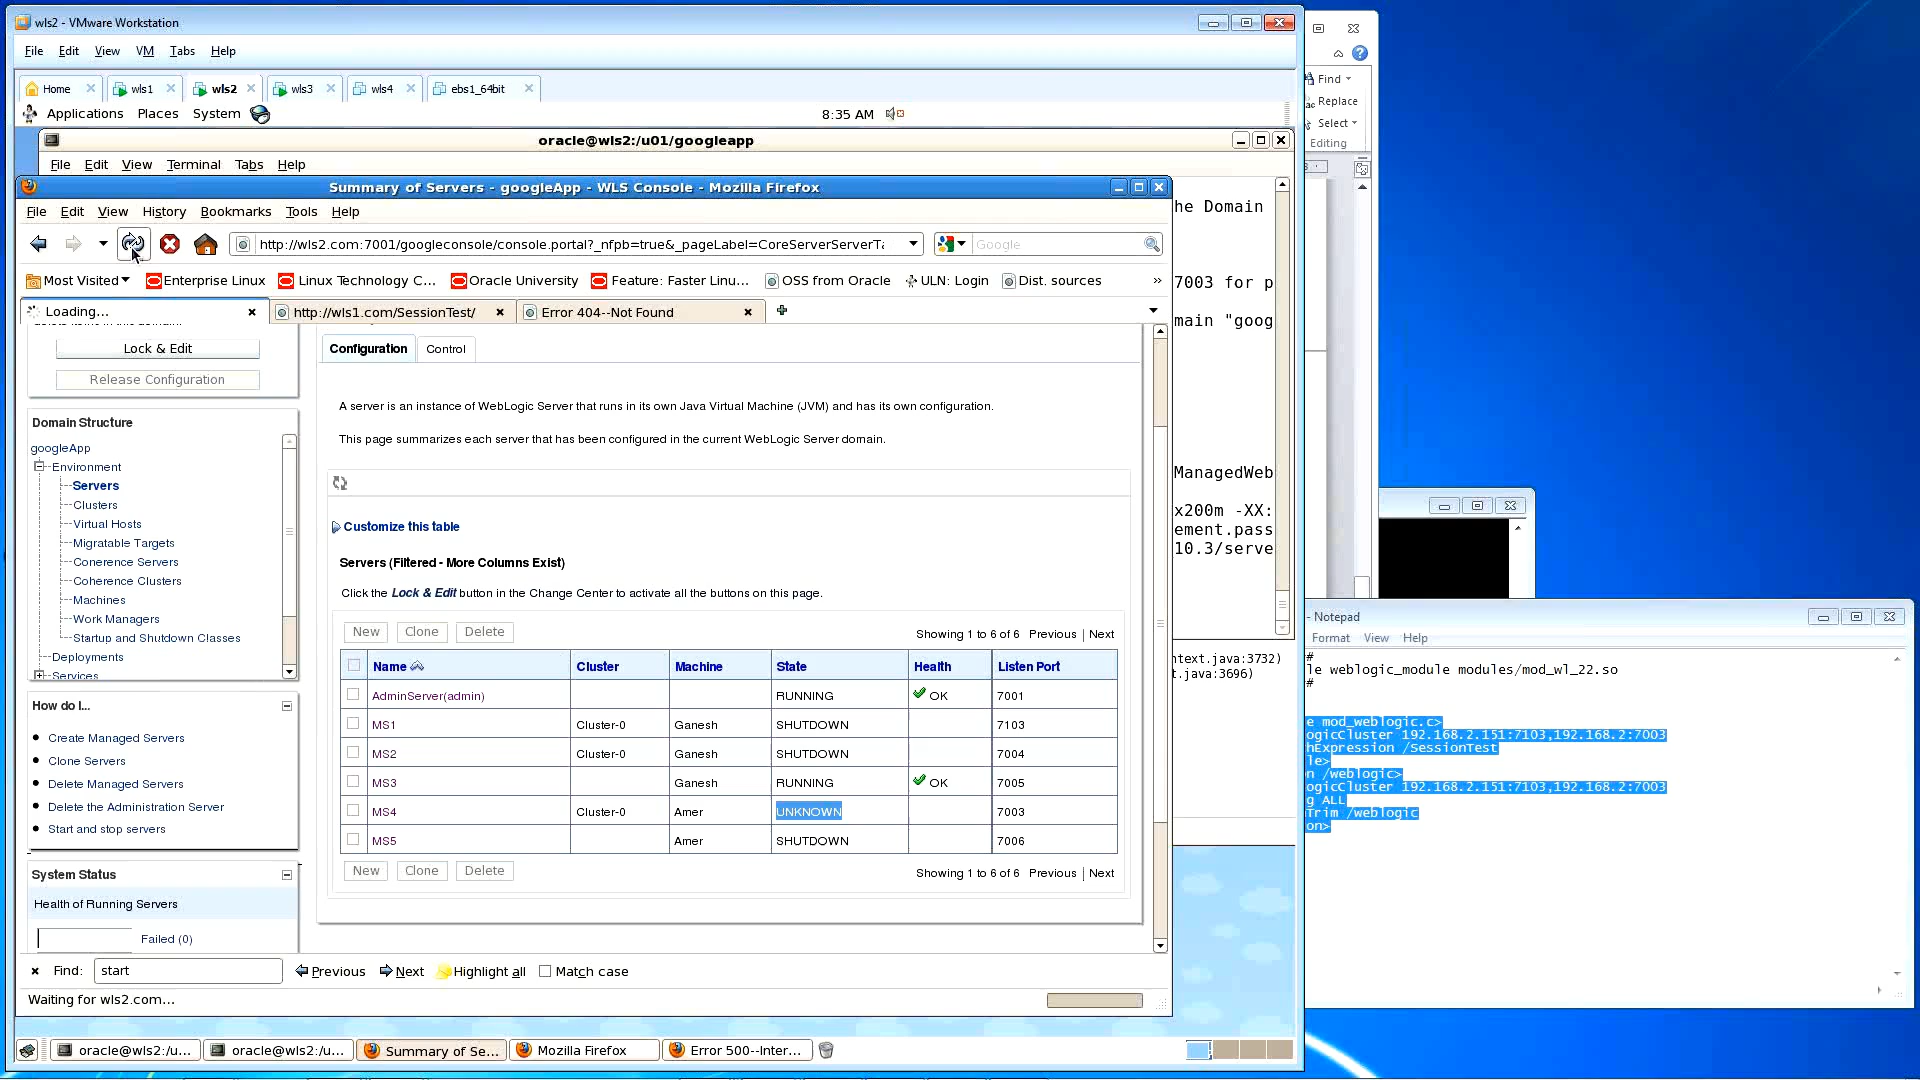 wls2 - VMware Workstation
File Edit View VM Tabs Help
Home wls1 wls2 wls3 wls4 ebs1_64bit
Applications Places System 8:35 AM
oracle@wls2:/u01/googleapp
File Edit View Terminal Tabs Help
Summary of Servers - googleApp - WLS Console - Mozilla Firefox
File Edit View History Bookmarks Tools Help
http://wls2.com:7001/googleconsole/console.portal?_nfpb=true&_pageLabel=CoreServerServerTa
Google
Most Visited Enterprise Linux Linux Technology C... Oracle University Feature: Faster Linu... OSS from Oracle ULN: Login Dist. sources »
Loading... http://wls1.com/SessionTest/ Error 404--Not Found
Lock & Edit
Release Configuration
Domain Structure
googleApp
Environment
Servers
Clusters
Virtual Hosts
Migratable Targets
Conerence Servers
Coherence Clusters
Machines
Work Managers
Startup and Shutdown Classes
Deployments
Services
How do I...
Create Managed Servers
Clone Servers
Delete Managed Servers
Delete the Administration Server
Start and stop servers
System Status
Health of Running Servers
Failed (0)
Configuration Control
A server is an instance of WebLogic Server that runs in its own Java Virtual Machine (JVM) and has its own configuration.
This page summarizes each server that has been configured in the current WebLogic Server domain.
Customize this table
Servers (Filtered - More Columns Exist)
Click the Lock & Edit button in the Change Center to activate all the buttons on this page.
New Clone Delete Showing 1 to 6 of 6 Previous | Next
Name Cluster Machine State Health Listen Port
AdminServer(admin) RUNNING OK 7001
MS1 Cluster-0 Ganesh SHUTDOWN 7103
MS2 Cluster-0 Ganesh SHUTDOWN 7004
MS3 Ganesh RUNNING OK 7005
MS4 Cluster-0 Amer UNKNOWN 7003
MS5 Amer SHUTDOWN 7006
New Clone Delete Showing 1 to 6 of 6 Previous | Next
Find: start Previous Next Highlight all Match case
Waiting for wls2.com...
oracle@wls2:/u... oracle@wls2:/u... Summary of Se... Mozilla Firefox Error 500--Inter...
he Domain
7003 for p
main "goog
ManagedWeb
x200m -XX:
ement.pass
10.3/serve
ntext.java:3732)
t.java:3696)
Find
Replace
Select
Editing
- Notepad
Format View Help
#
le weblogic_module modules/mod_wl_22.so
#
e mod_weblogic.c>
ogicCluster 192.168.2.151:7103,192.168.2:7003
hExpression /SessionTest
le>
n /weblogic>
ogicCluster 192.168.2.151:7103,192.168.2:7003
g ALL
Trim /weblogic
on>